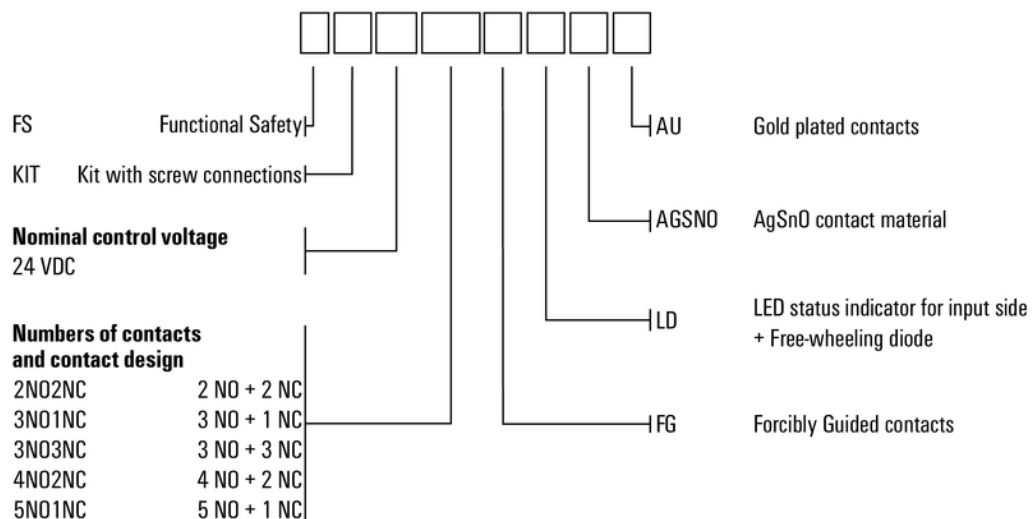 FS Functional Safety
KIT Kit with screw connections
Nominal control voltage
24 VDC
Numbers of contacts
and contact design
2NO2NC 2 NO + 2 NC
3NO1NC 3 NO + 1 NC
3NO3NC 3 NO + 3 NC
4NO2NC 4 NO + 2 NC
5NO1NC 5 NO + 1 NC
AU Gold plated contacts
AGSNO AgSnO contact material
LD LED status indicator for input side
+ Free-wheeling diode
FG Forcibly Guided contacts